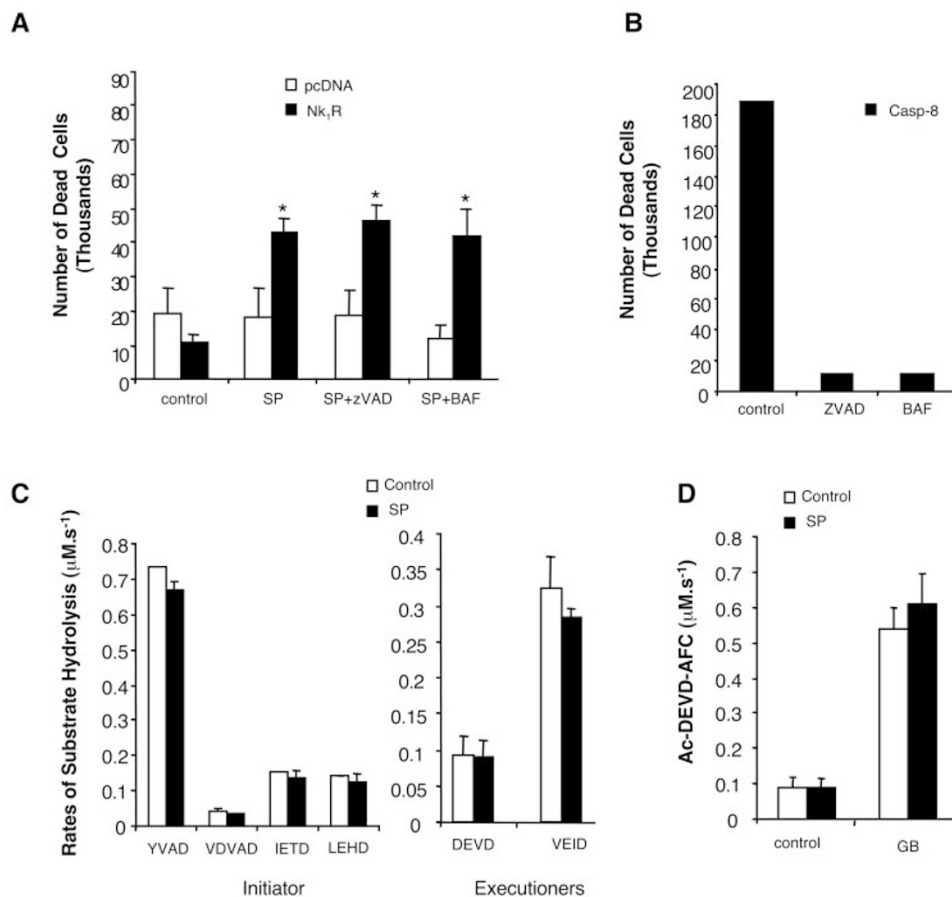 A
Number of Dead Cells
(Thousands)
90
80
70
60
50
40
30
20
10
0
pcDNA
Nk₁R
*
*
*
control
SP
SP+zVAD
SP+BAF
B
Number of Dead Cells
(Thousands)
200
180
160
140
120
100
80
60
40
20
0
Casp-8
control
ZVAD
BAF
C
Rates of Substrate Hydrolysis (μM.s⁻¹)
Control
SP
0.8
0.7
0.6
0.5
0.4
0.3
0.2
0.1
0
YVAD
VDVAD
IETD
LEHD
Initiator
0.4
0.35
0.3
0.25
0.2
0.15
0.1
0.05
0
DEVD
VEID
Executioners
D
Ac-DEVD-AFC (μM.s⁻¹)
Control
SP
0.8
0.7
0.6
0.5
0.4
0.3
0.2
0.1
0
control
GB